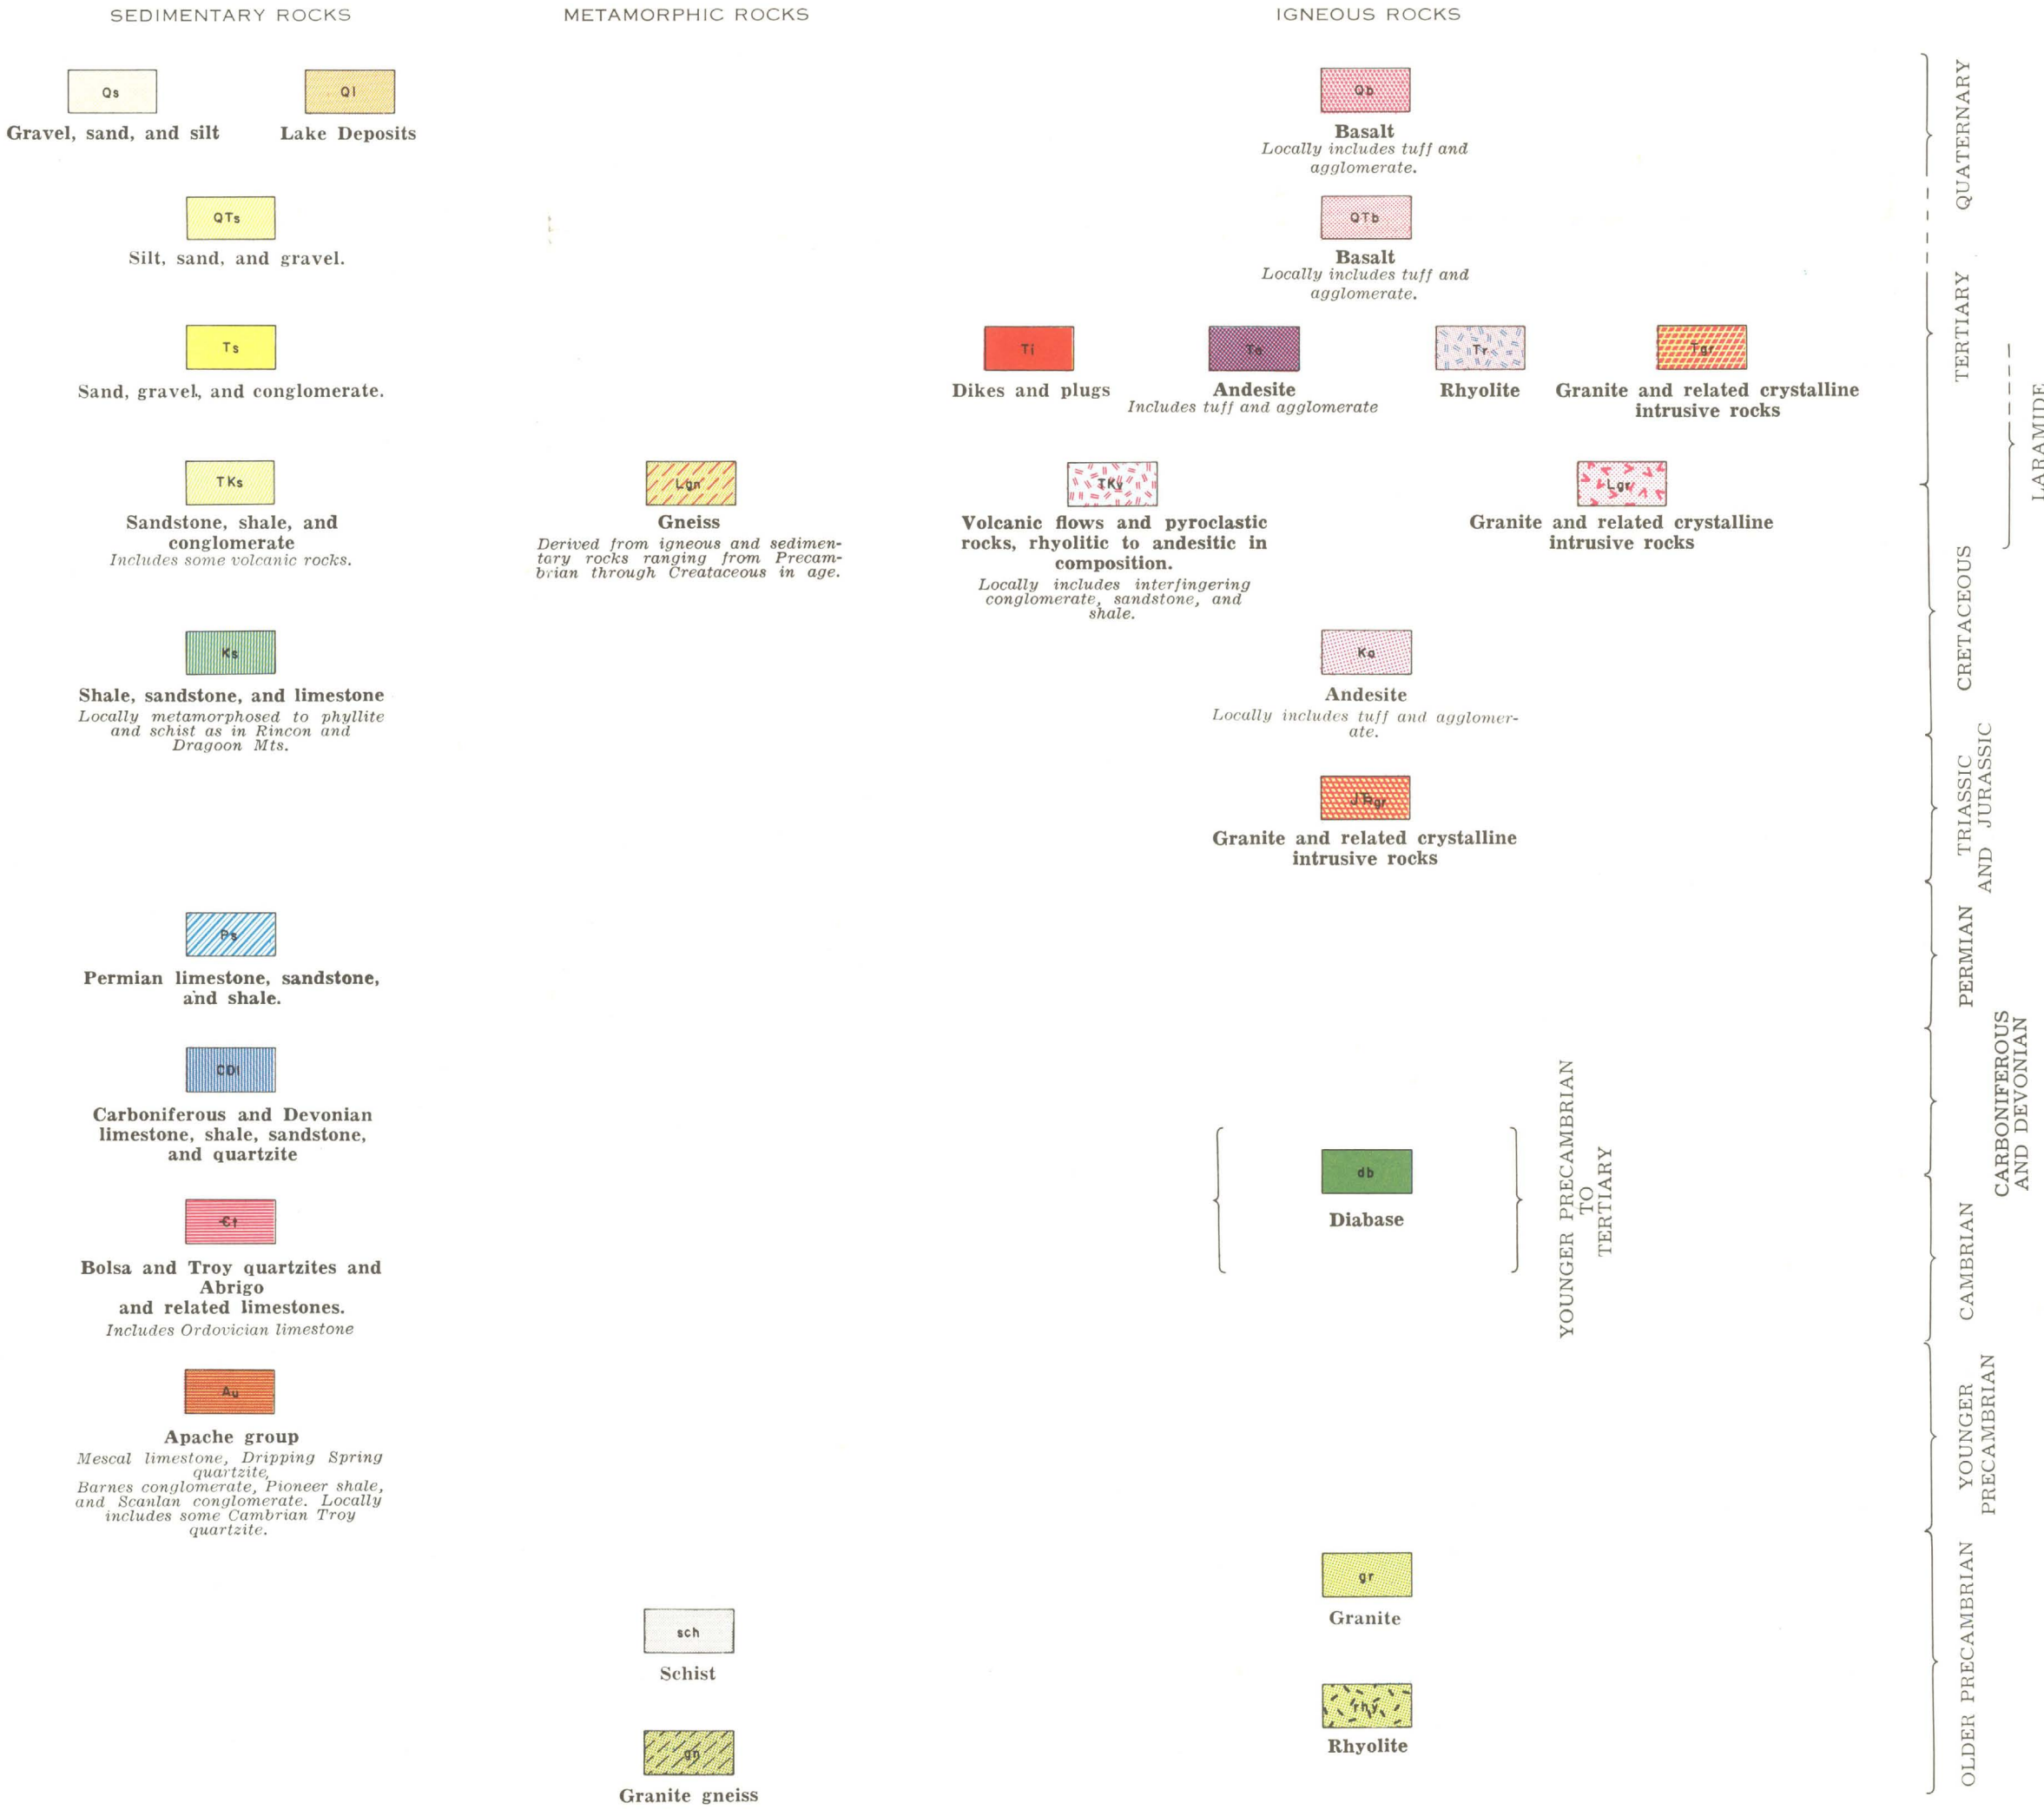 SEDIMENTARY ROCKS
METAMORPHIC ROCKS
IGNEOUS ROCKS
Qs
Gravel, sand, and silt
Ql
Lake Deposits
Qb
Basalt
Locally includes tuff and
agglomerate.
QTs
Silt, sand, and gravel.
QTb
Basalt
Locally includes tuff and
agglomerate.
Ts
Sand, gravel, and conglomerate.
Ti
Dikes and plugs
Ta
Andesite
Includes tuff and agglomerate
Tr
Rhyolite
Tgr
Granite and related crystalline
intrusive rocks
TKs
Sandstone, shale, and
conglomerate
Includes some volcanic rocks.
Lgn
Gneiss
Derived from igneous and sedimen-
tary rocks ranging from Precam-
brian through Creataceous in age.
TKv
Volcanic flows and pyroclastic
rocks, rhyolitic to andesitic in
composition.
Locally includes interfingering
conglomerate, sandstone, and
shale.
Lgr
Granite and related crystalline
intrusive rocks
Ks
Shale, sandstone, and limestone
Locally metamorphosed to phyllite
and schist as in Rincon and
Dragoon Mts.
Ka
Andesite
Locally includes tuff and agglomer-
ate.
JTRgr
Granite and related crystalline
intrusive rocks
Ps
Permian limestone, sandstone,
and shale.
CDl
Carboniferous and Devonian
limestone, shale, sandstone,
and quartzite
db
Diabase
YOUNGER PRECAMBRIAN
TO
TERTIARY
€t
Bolsa and Troy quartzites and
Abrigo
and related limestones.
Includes Ordovician limestone
Au
Apache group
Mescal limestone, Dripping Spring
quartzite,
Barnes conglomerate, Pioneer shale,
and Scanlan conglomerate. Locally
includes some Cambrian Troy
quartzite.
gr
Granite
sch
Schist
rhy
Rhyolite
gn
Granite gneiss
QUATERNARY
TERTIARY
LARAMIDE
CRETACEOUS
TRIASSIC
AND JURASSIC
PERMIAN
CARBONIFEROUS
AND DEVONIAN
CAMBRIAN
YOUNGER
PRECAMBRIAN
OLDER PRECAMBRIAN